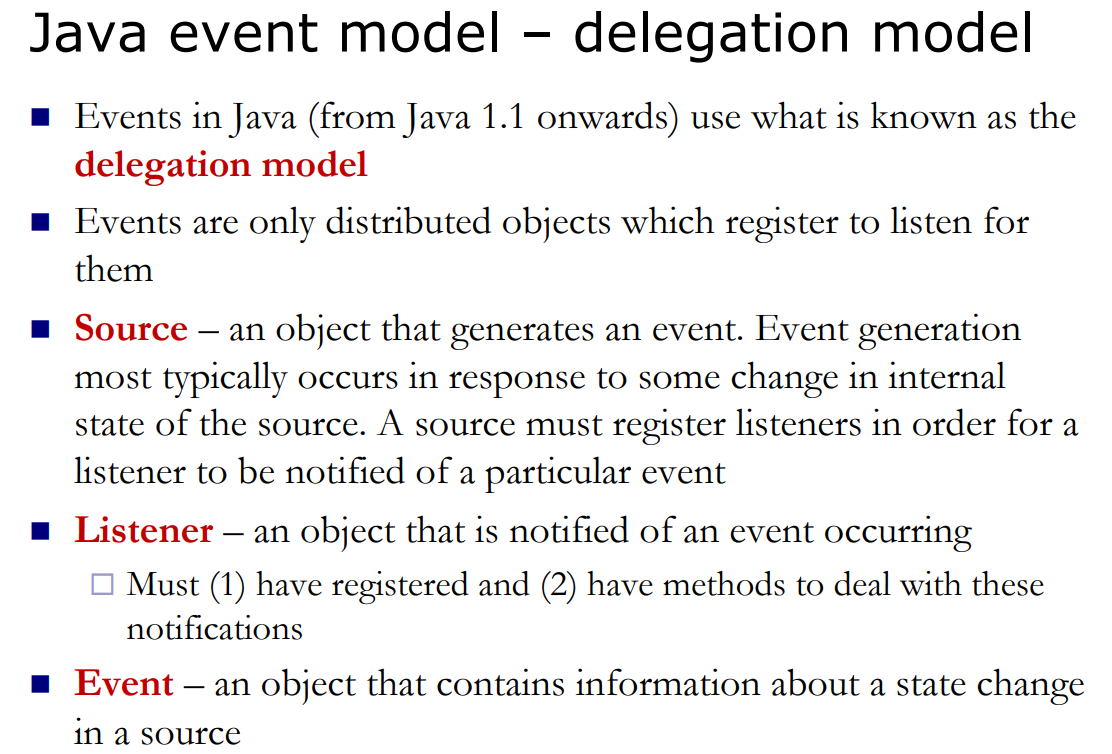 Java event model – delegation model
Events in Java (from Java 1.1 onwards) use what is known as the
delegation model
Events are only distributed objects which register to listen for
them
Source – an object that generates an event. Event generation
most typically occurs in response to some change in internal
state of the source. A source must register listeners in order for a
listener to be notified of a particular event
Listener – an object that is notified of an event occurring
Must (1) have registered and (2) have methods to deal with these
notifications
Event – an object that contains information about a state change
in a source